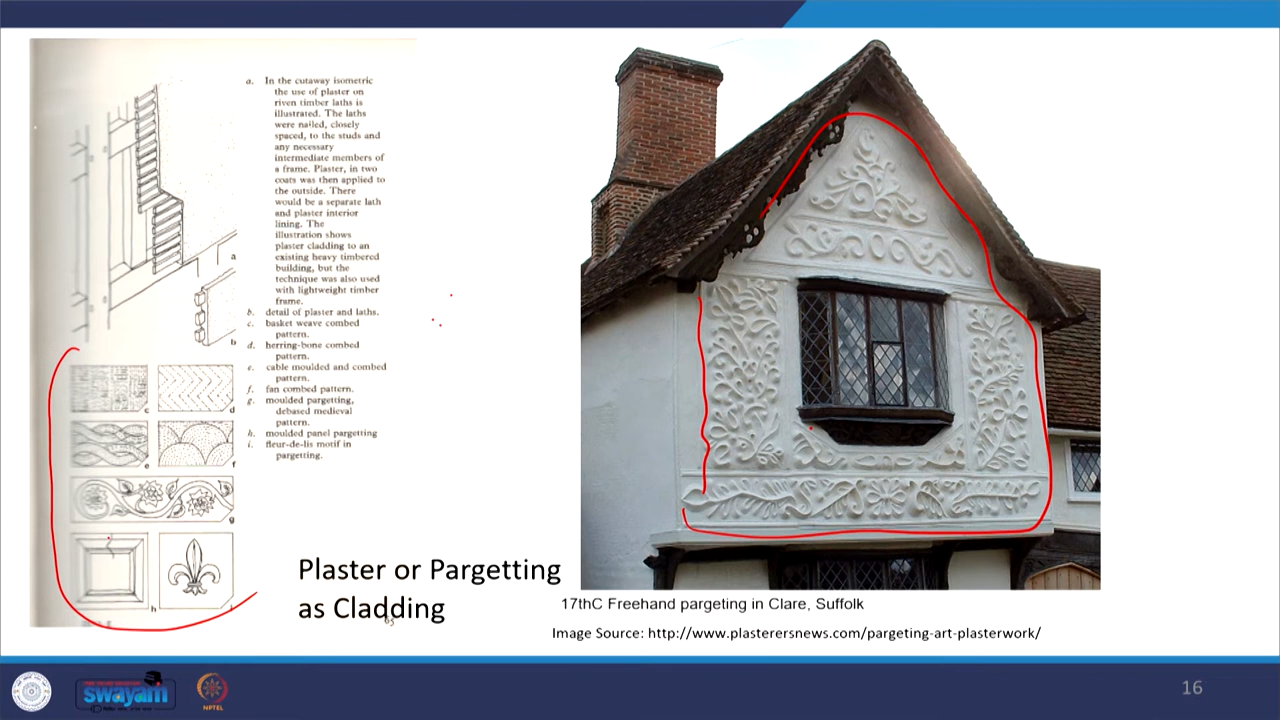 a. In the cutaway isometric
the use of plaster on
riven timber laths is
illustrated. The laths
were nailed, closely
spaced, to the studs and
any necessary
intermediate members of
a frame. Plaster, in two
coats was then applied to
the outside. There
would be a separate lath
and plaster interior
lining. The
illustration shows
plaster cladding to an
existing heavy timbered
building, but the
technique was also used
with lightweight timber
frame.
b. detail of plaster and laths.
c. basket weave combed
pattern.
d. herring-bone combed
pattern.
e. cable moulded and combed
pattern.
f. fan combed pattern.
g. moulded pargetting,
debased medieval
pattern.
h. moulded panel pargetting
i. fleur-de-lis motif in
pargetting.
a
b
c
d
e
f
g
h
i
Plaster or Pargetting
as Cladding
17thC Freehand pargeting in Clare, Suffolk
Image Source: http://www.plasterersnews.com/pargeting-art-plasterwork/
swayam
NPTEL
16